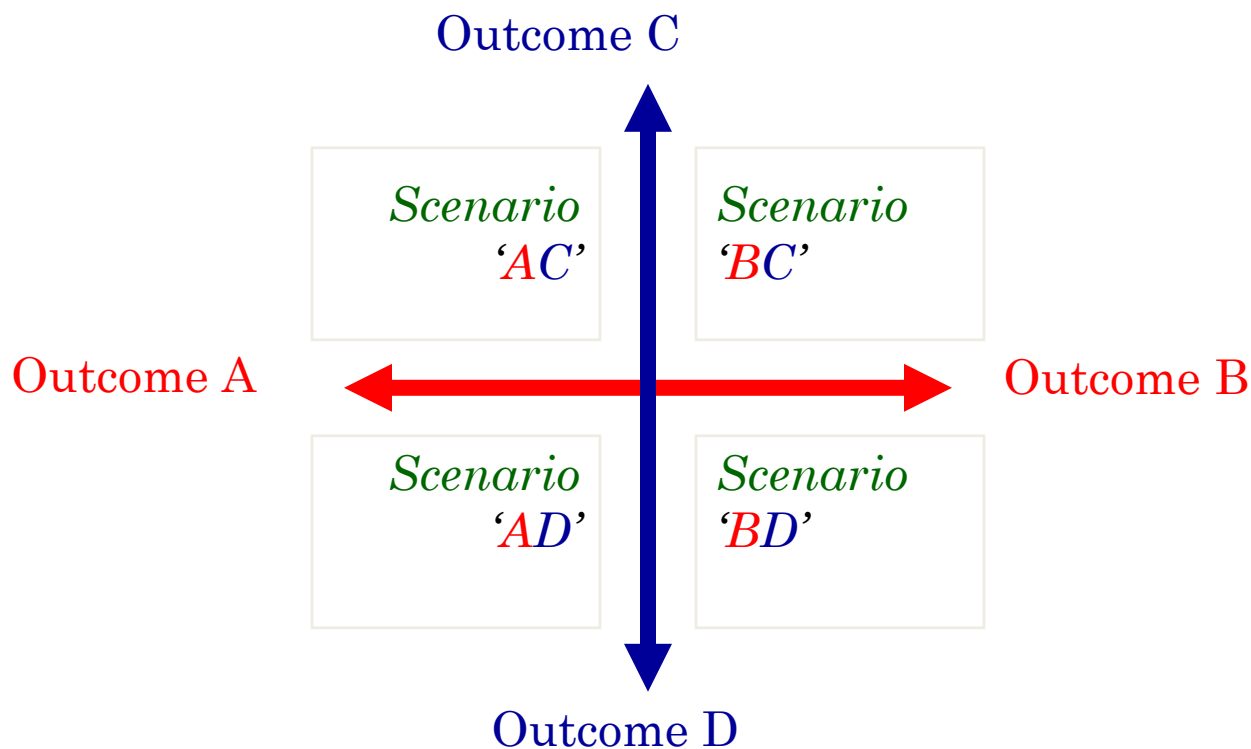 Outcome C
Scenario
‘AC’
Scenario
‘BC’
Outcome A
Outcome B
Scenario
‘AD’
Scenario
‘BD’
Outcome D